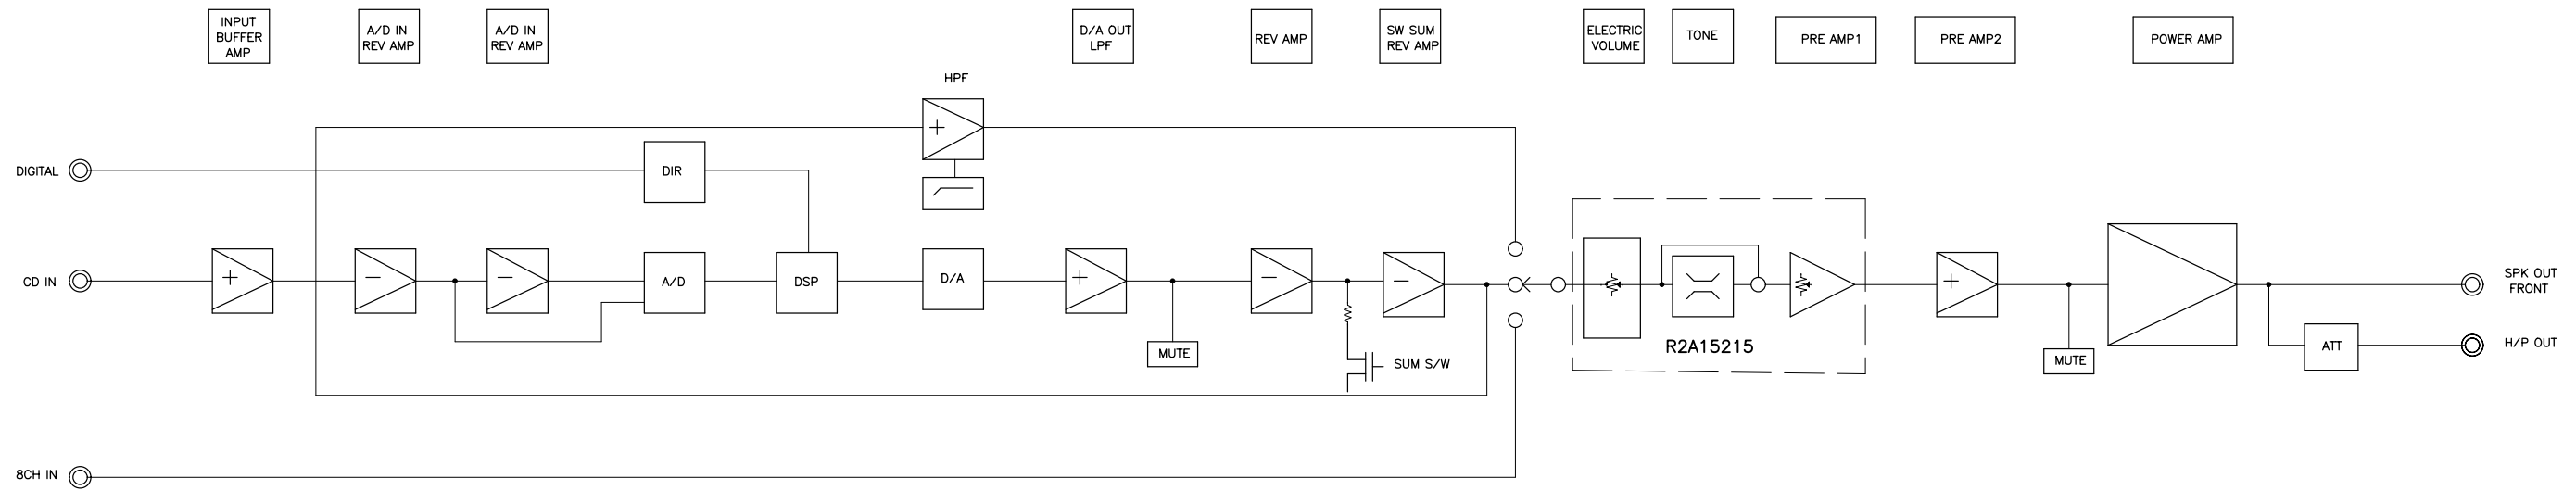 INPUT
BUFFER
AMP
A/D IN
REV AMP
A/D IN
REV AMP
D/A OUT
LPF
REV AMP
SW SUM
REV AMP
ELECTRIC
VOLUME
TONE
PRE AMP1
PRE AMP2
POWER AMP
HPF
DIGITAL
DIR
CD IN
A/D
DSP
D/A
MUTE
SUM S/W
R2A15215
MUTE
ATT
SPK OUT
FRONT
H/P OUT
8CH IN